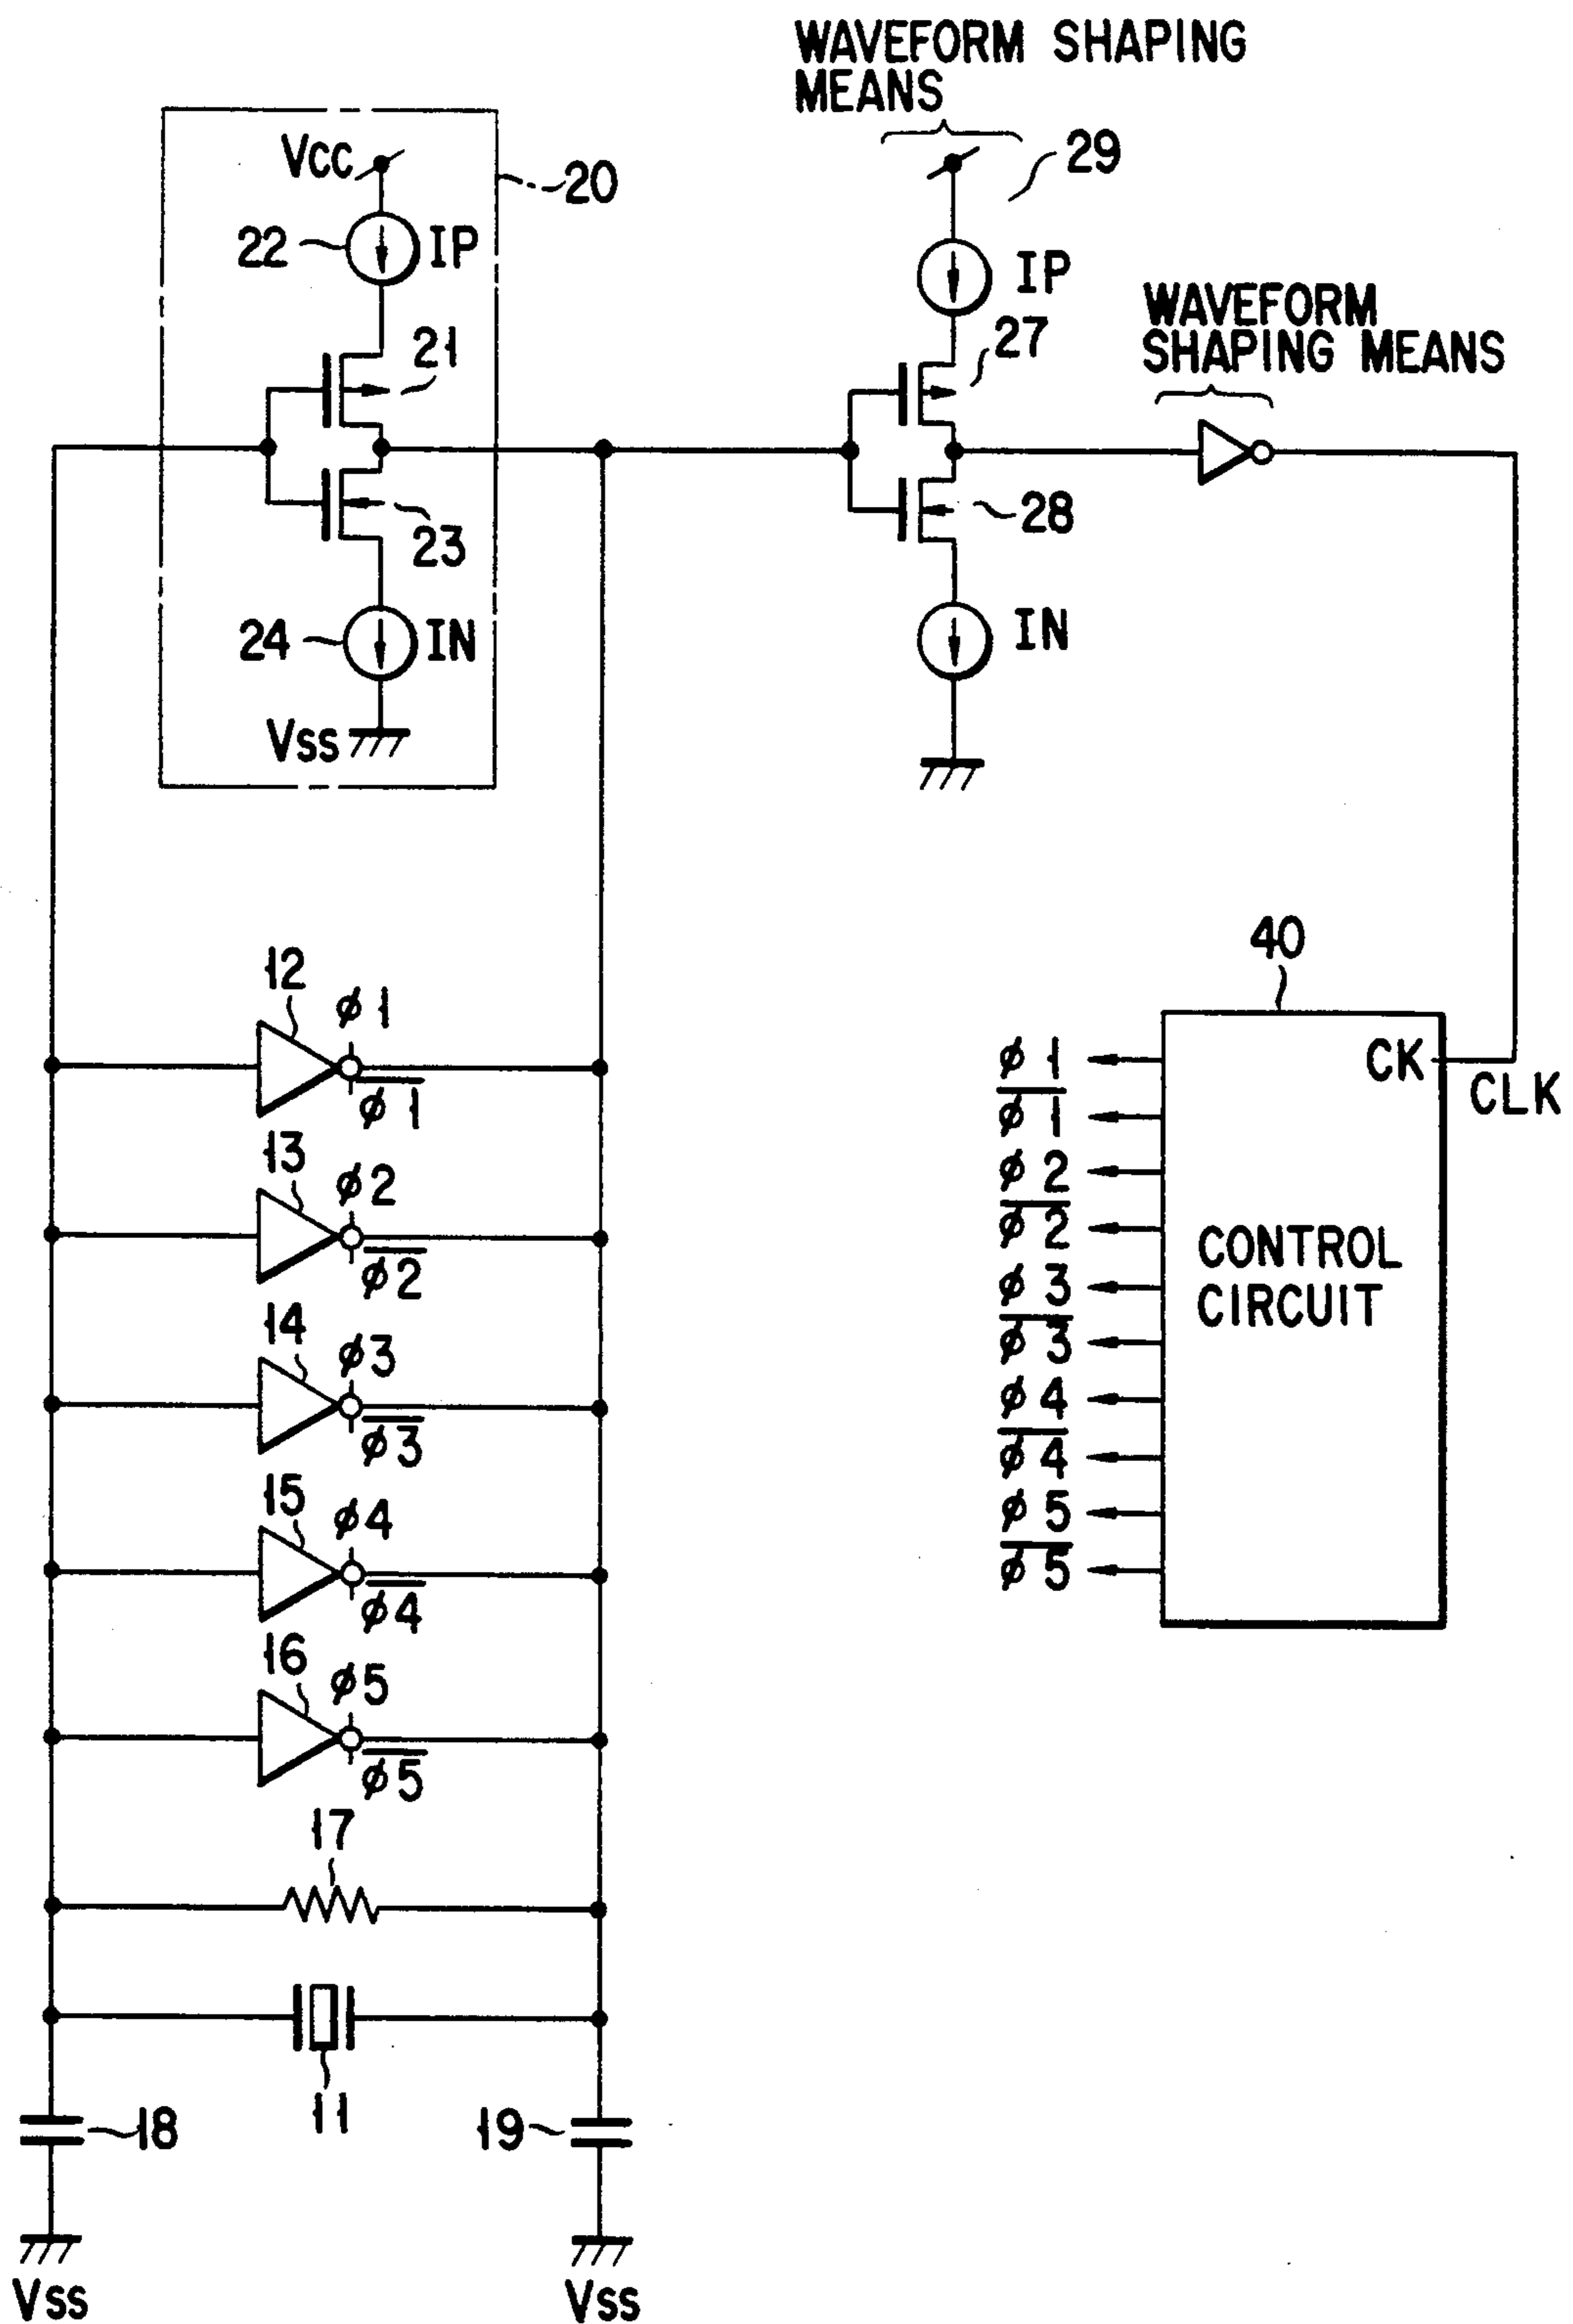 WAVEFORM SHAPING
MEANS
29
VCC
20
22
IP
IP
21
27
WAVEFORM
SHAPING MEANS
23
28
24
IN
IN
VSS
40
12
ϕ1
ϕ1̅
13
ϕ2
ϕ2̅
14
ϕ3
ϕ3̅
15
ϕ4
ϕ4̅
16
ϕ5
ϕ5̅
17
11
18
19
VSS
VSS
CK
CLK
ϕ1
ϕ1̅
ϕ2
ϕ2̅
ϕ3
ϕ3̅
ϕ4
ϕ4̅
ϕ5
ϕ5̅
CONTROL
CIRCUIT